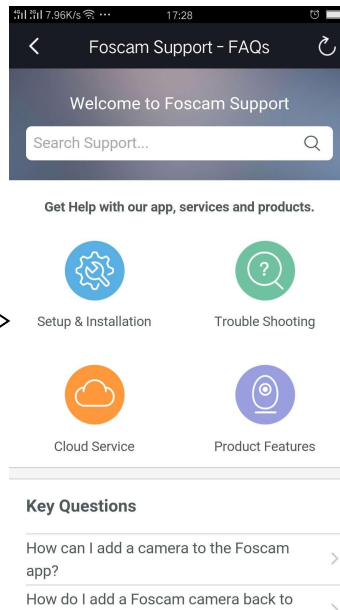 7.96K/s 17:28
Foscam Support - FAQs
Welcome to Foscam Support
Search Support...
Get Help with our app, services and products.
Setup & Installation Trouble Shooting
Cloud Service Product Features
Key Questions
How can I add a camera to the Foscam
app?
How do I add a Foscam camera back to